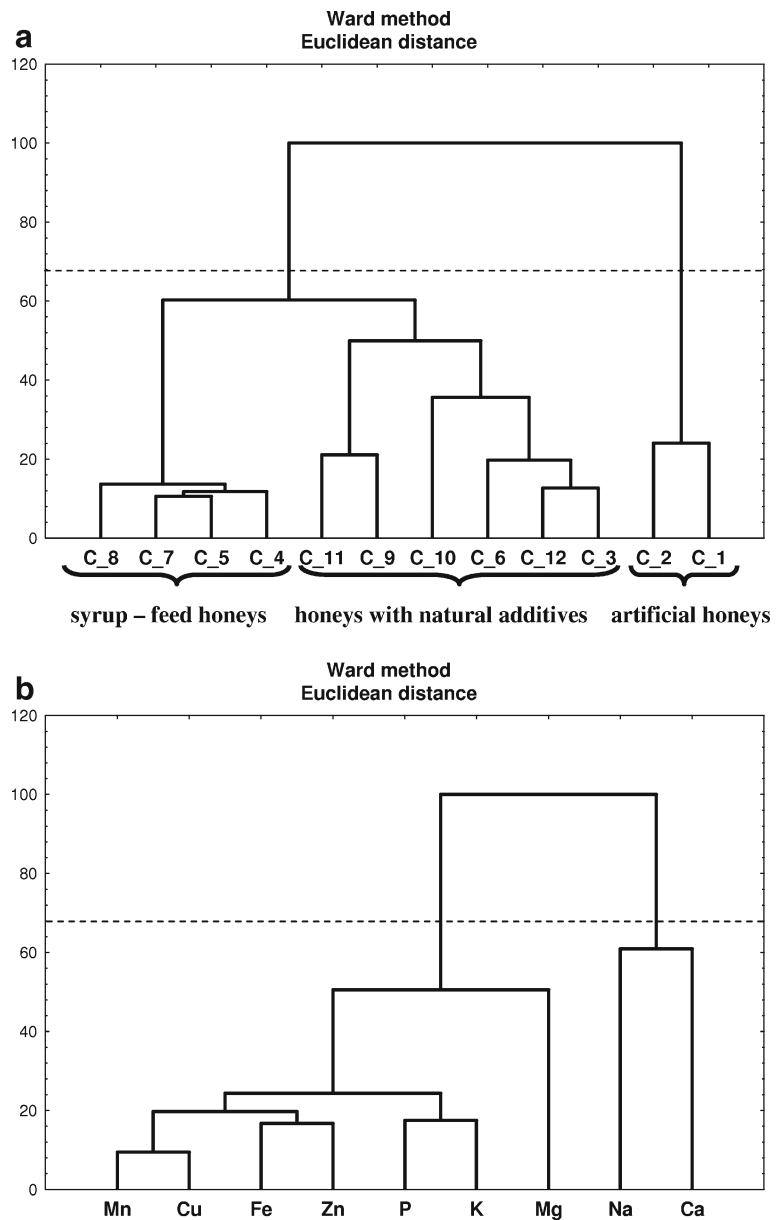 a
Ward method
Euclidean distance
120
100
80
60
40
20
0
C_8 C_7 C_5 C_4 C_11 C_9 C_10 C_6 C_12 C_3 C_2 C_1
syrup – feed honeys honeys with natural additives artificial honeys
b
Ward method
Euclidean distance
120
100
80
60
40
20
0
Mn Cu Fe Zn P K Mg Na Ca